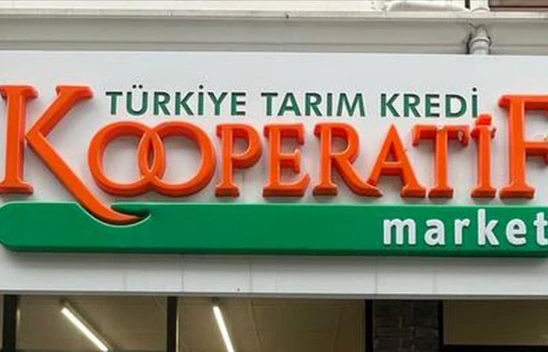 TÜRKİYE TARIM KREDİ
KOOPERATİF
market